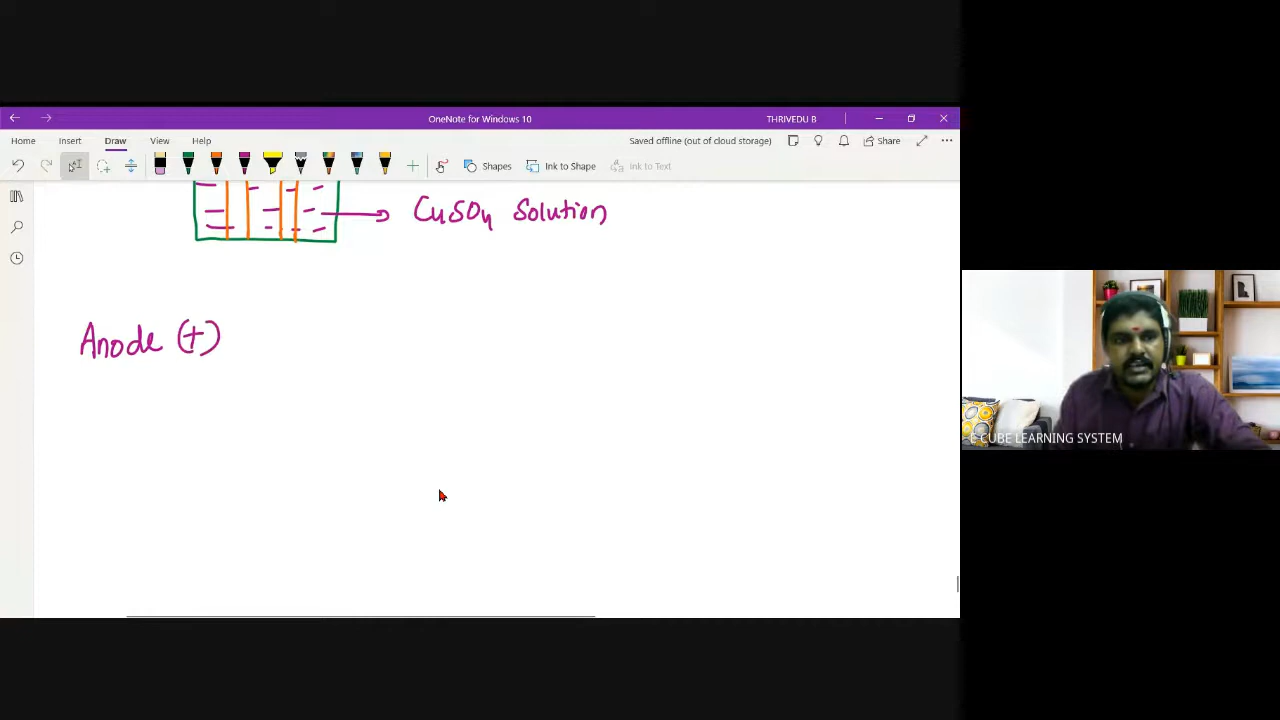 OneNote for Windows 10
THRIVEDU B
Home Insert Draw View Help
Saved offline (out of cloud storage)
Share
Shapes
Ink to Shape
Ink to Text
CuSO4 Solution
Anode (+)
E CUBE LEARNING SYSTEM